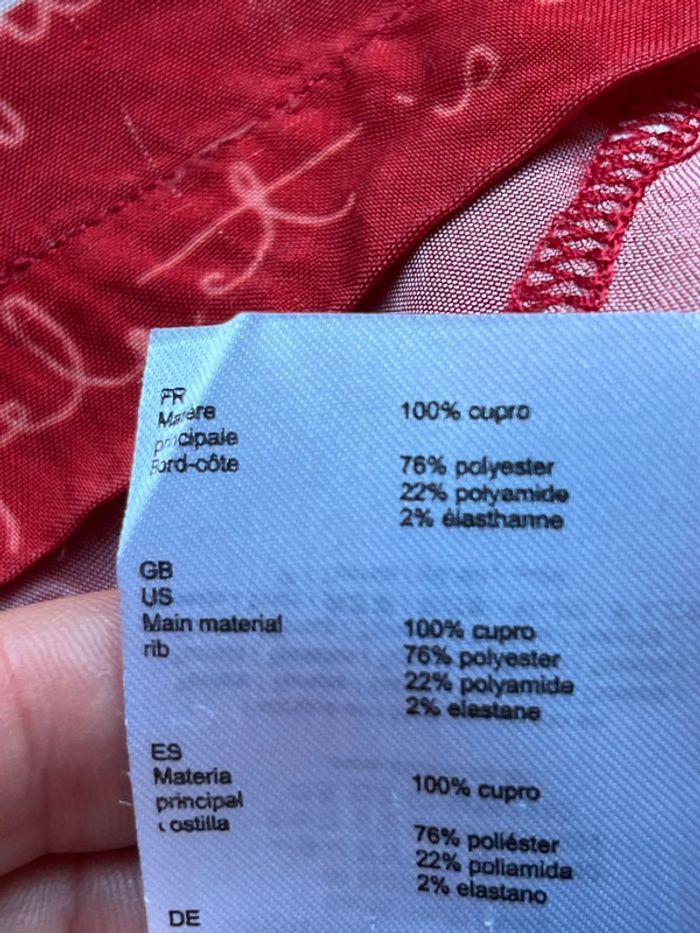 FR
Matière 100% cupro
principale
Bord-côte 76% polyester
22% polyamide
2% élasthanne
GB
US
Main material 100% cupro
rib 76% polyester
22% polyamide
2% elastane
ES
Materia 100% cupro
principal
costilla 76% poliéster
22% poliamida
2% elastano
DE